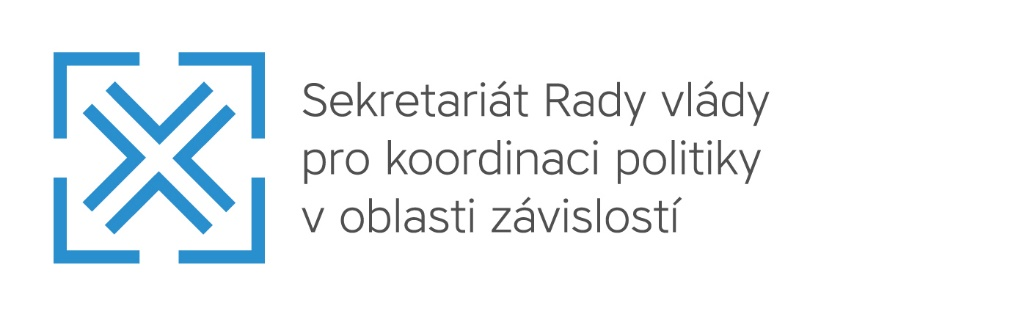 Sekretariát Rady vlády
pro koordinaci politiky
v oblasti závislostí